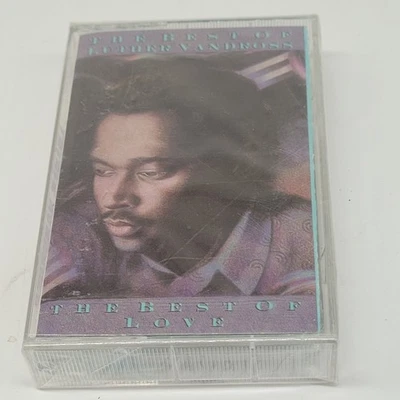 THE BEST OF
LUTHER VANDROSS
THE BEST OF
LOVE